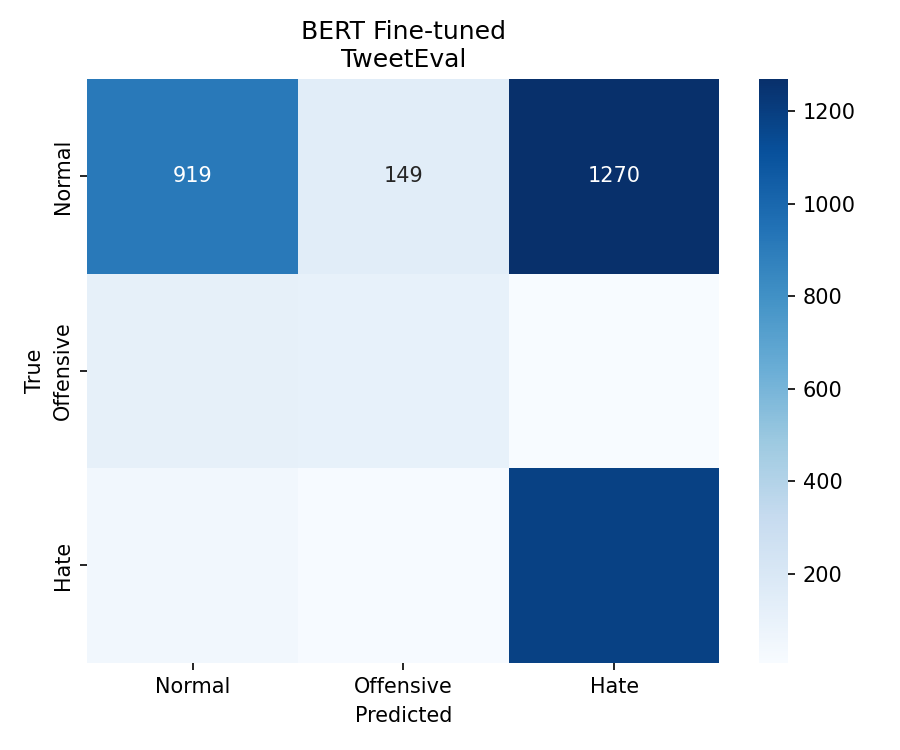 BERT Fine-tuned
TweetEval
Normal
919
149
1270
True
Offensive
Hate
Normal
Offensive
Hate
Predicted
1200
1000
800
600
400
200